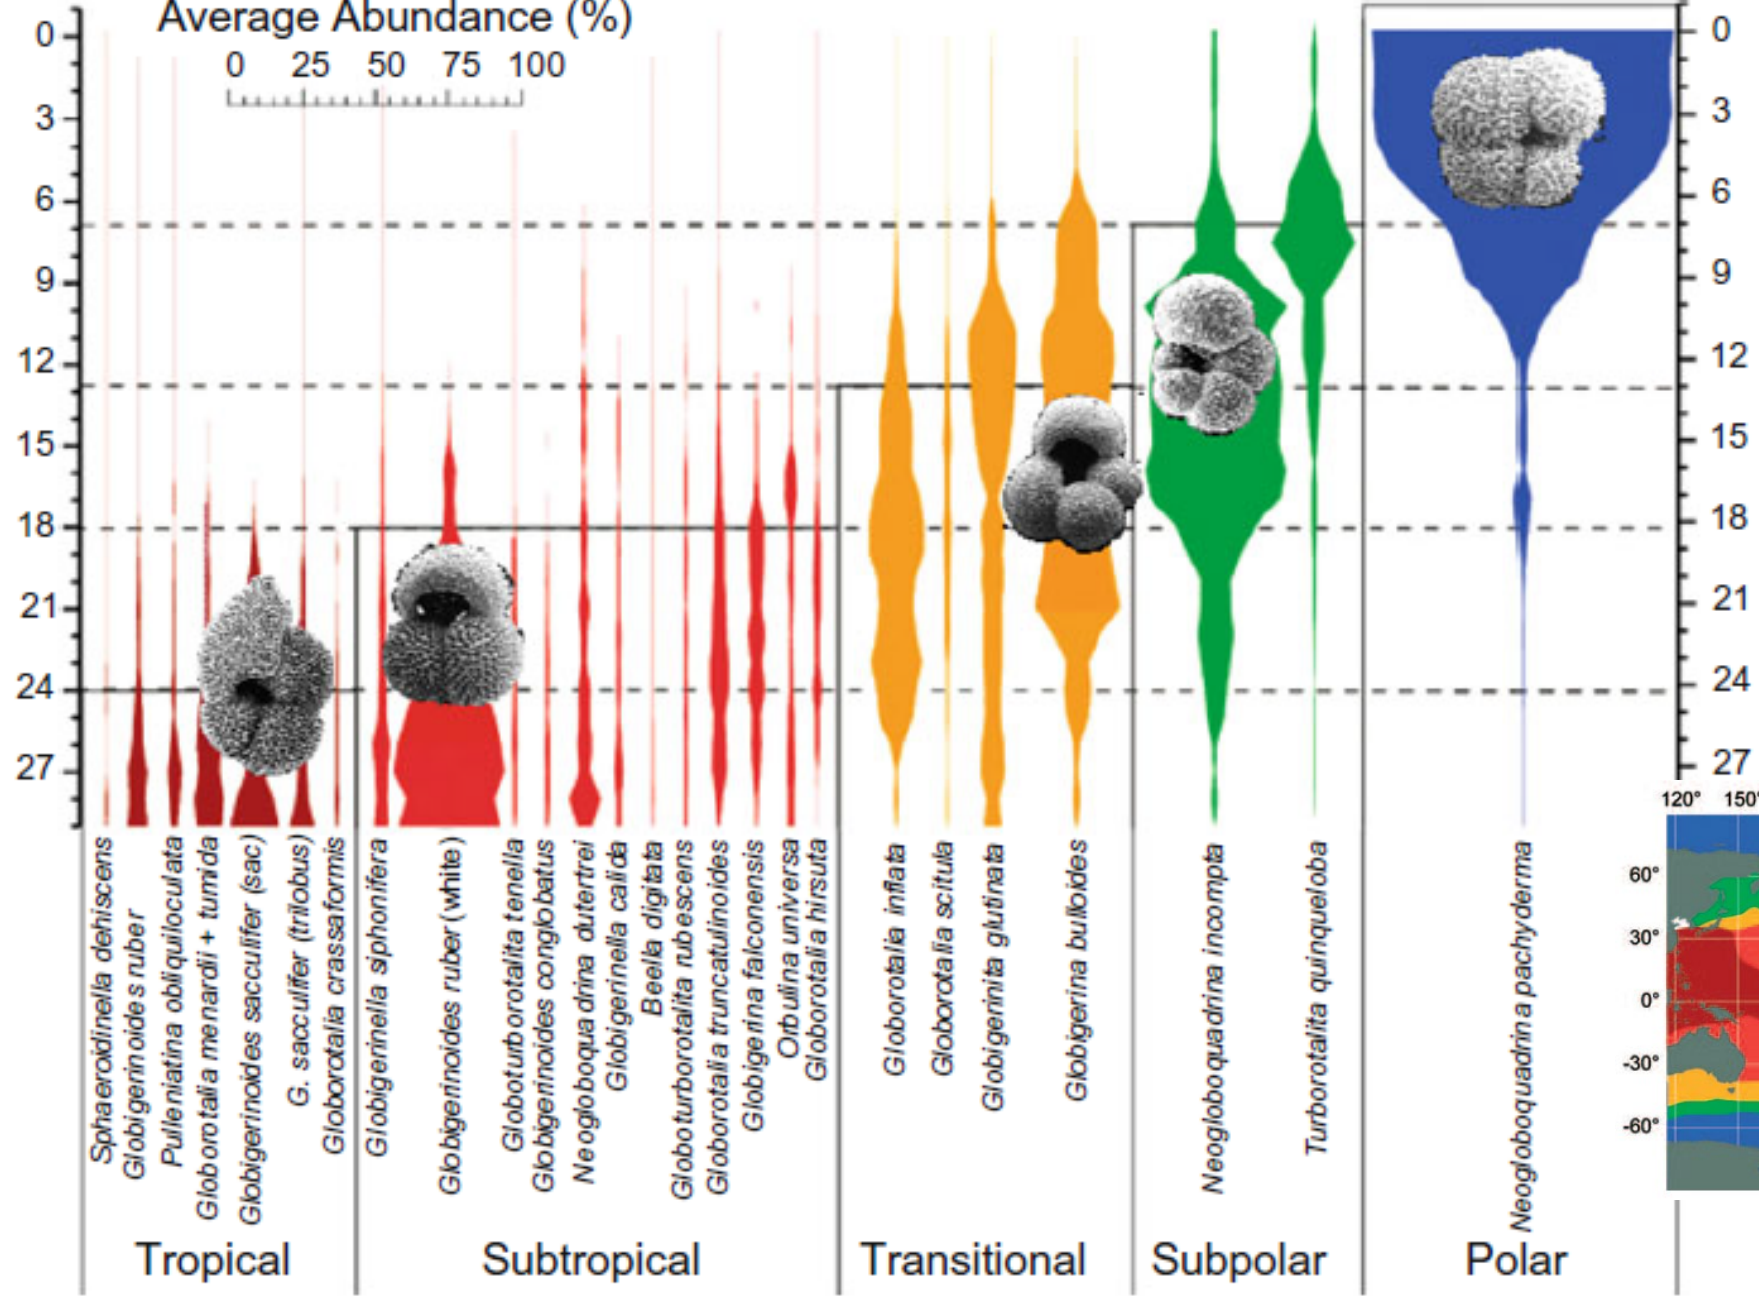 Average Abundance (%)
0 25 50 75 100
0
3
6
9
12
15
18
21
24
27
0
3
6
9
12
15
18
21
24
27
Sphaeroidinella dehiscens
Globigerinoides ruber
Pulleniatina obliquiloculata
Globorotalia menardii + tumida
Globigerinoides sacculifer (sac)
G. sacculifer (trilobus)
Globorotalia crassaformis
Globigerinella siphonifera
Globigerinoides ruber (white)
Globoturborotalita tenella
Globigerinoides conglobatus
Neogloboquadrina dutertrei
Globigerinella calida
Beella digitata
Globoturborotalita rubescens
Globorotalia truncatulinoides
Globigerina falconensis
Orbulina universa
Globorotalia hirsuta
Globorotalia inflata
Globorotalia scitula
Globigerinita glutinata
Globigerina bulloides
Neogloboquadrina incompta
Turborotalita quinqueloba
Neogloboquadrina pachyderma
120° 150°
60°
30°
0°
-30°
-60°
Tropical Subtropical Transitional Subpolar Polar